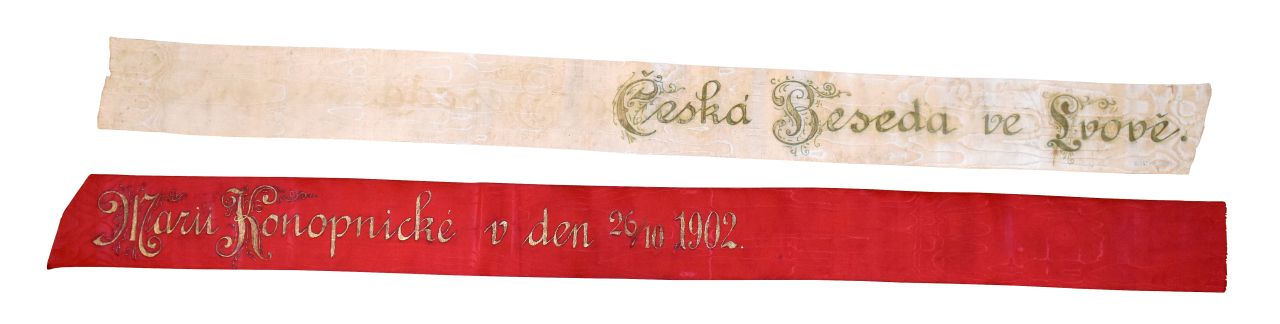 Česká Beseda ve Lvově.
Marii Konopnické v den 26/10 1902.